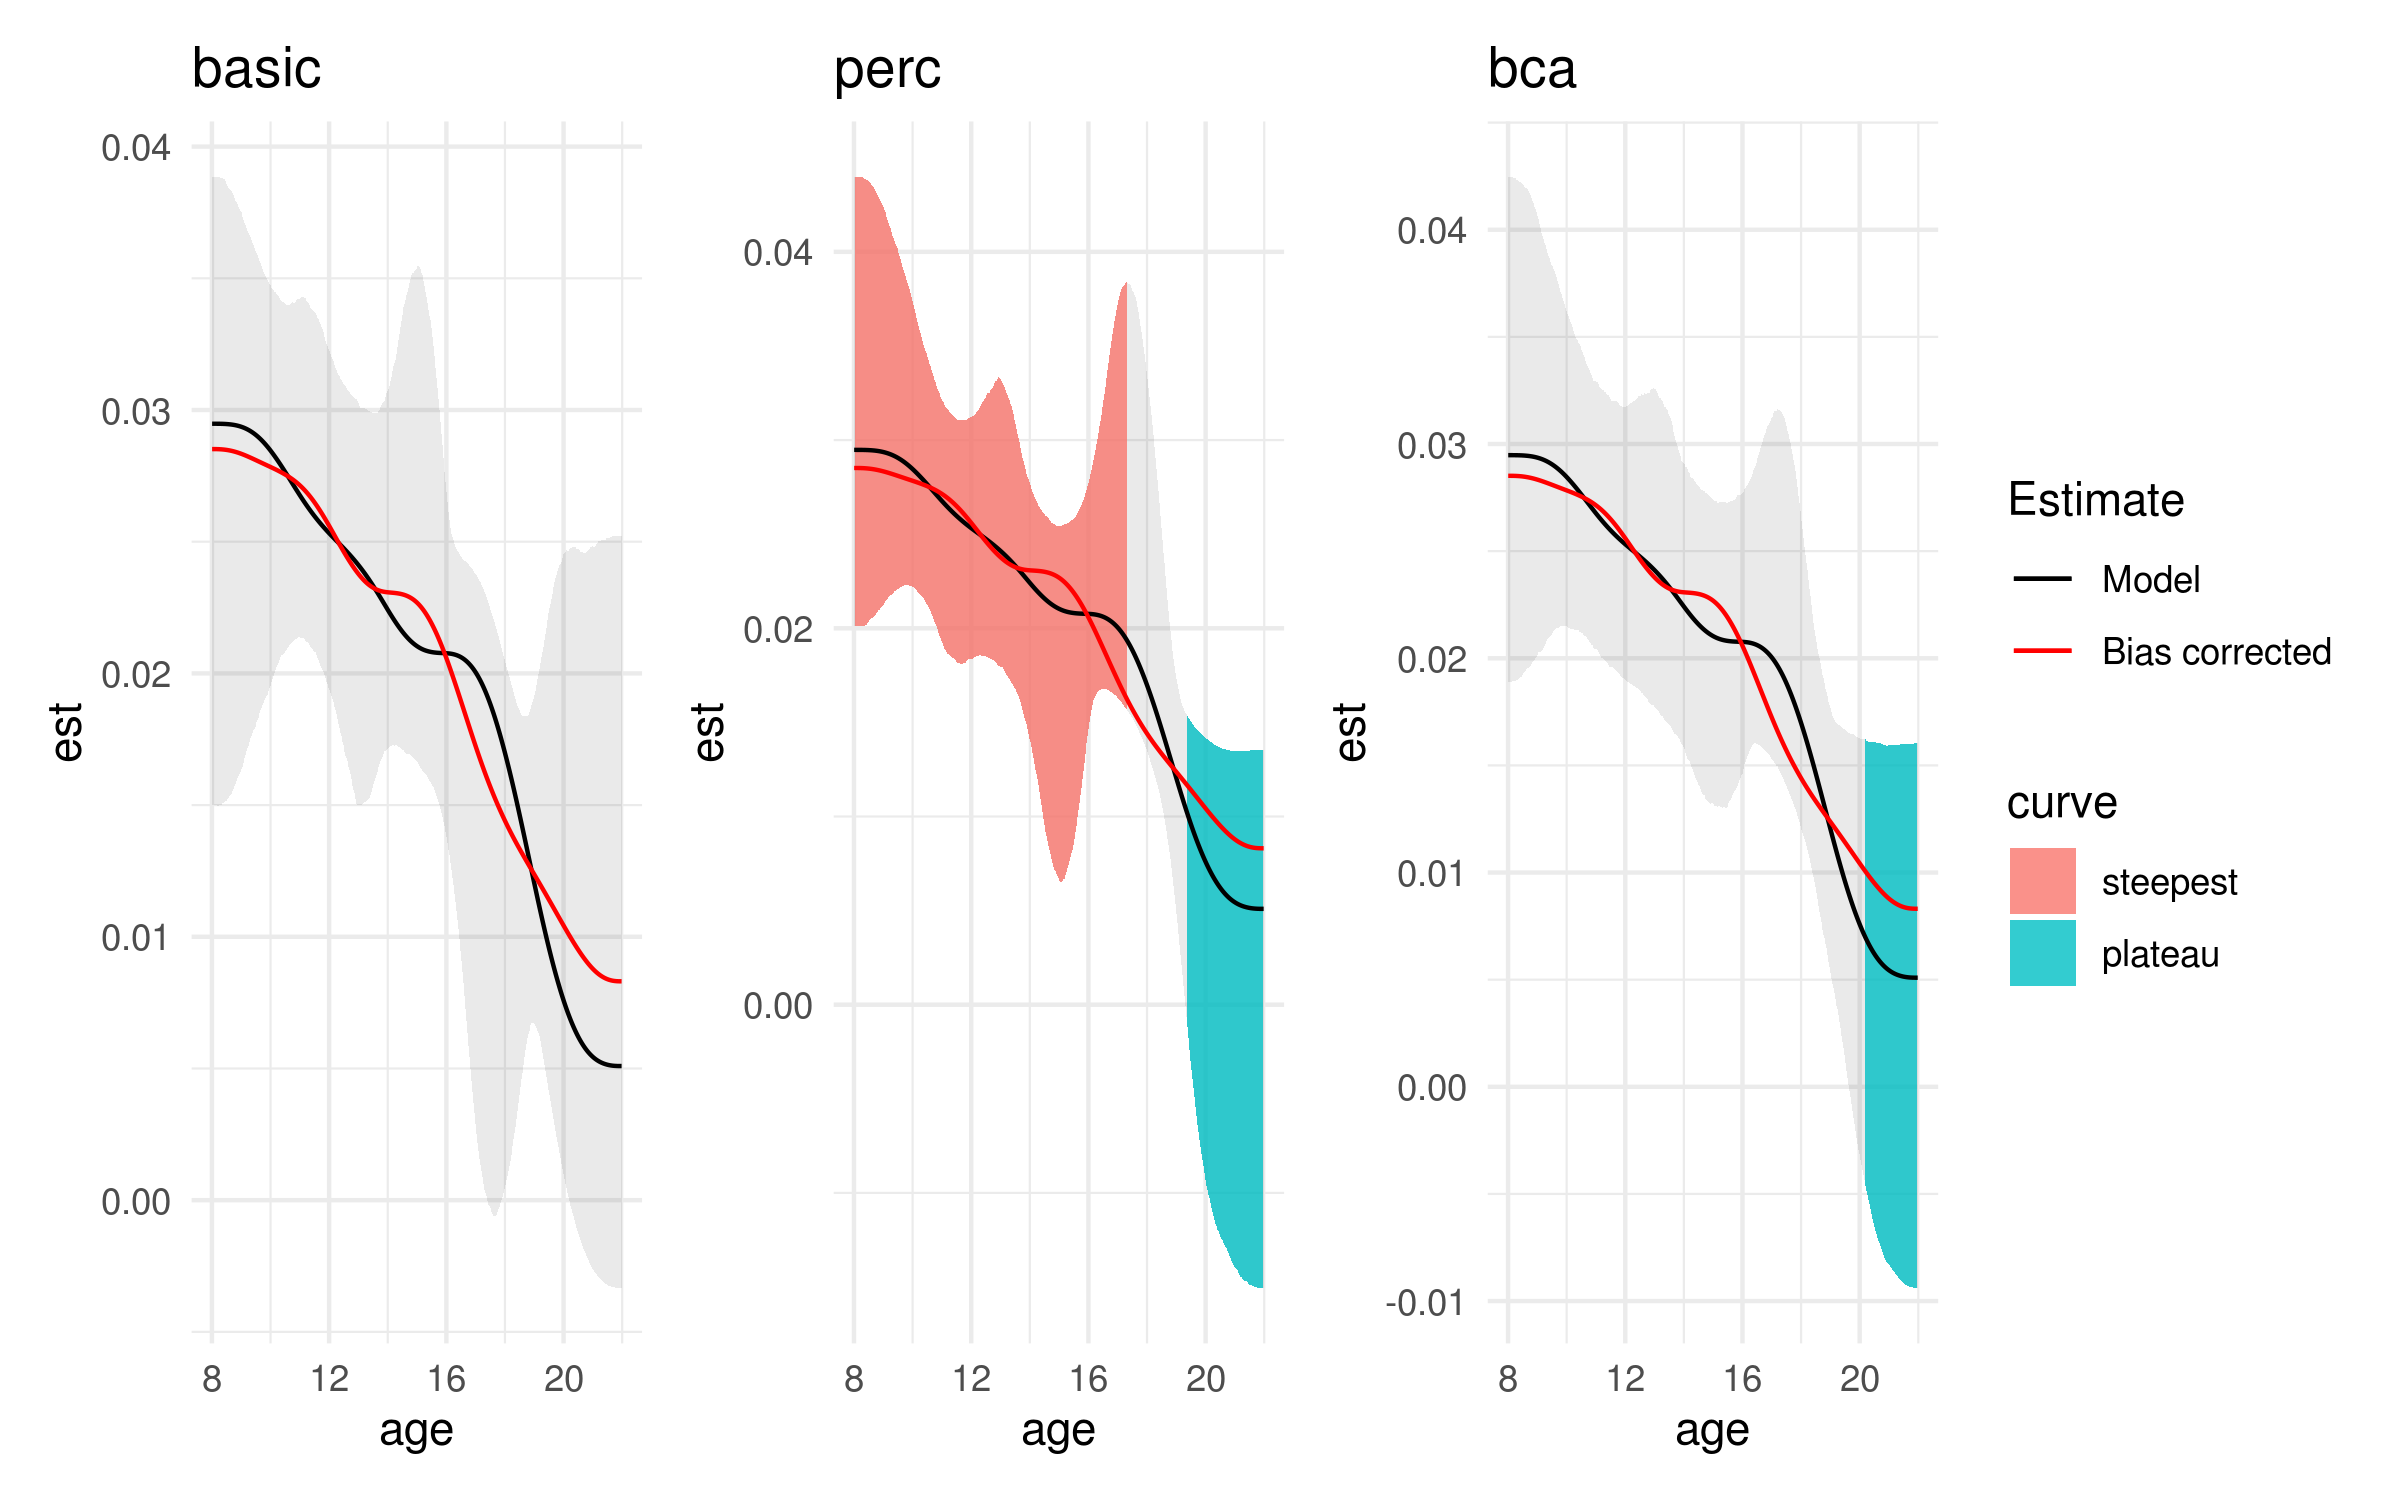 basic
0.04
0.03
0.02
0.01
0.00
est
8 12 16 20
age
perc
0.04
0.02
0.00
est
8 12 16 20
age
bca
0.04
0.03
0.02
0.01
0.00
-0.01
est
8 12 16 20
age
Estimate
Model
Bias corrected
curve
steepest
plateau